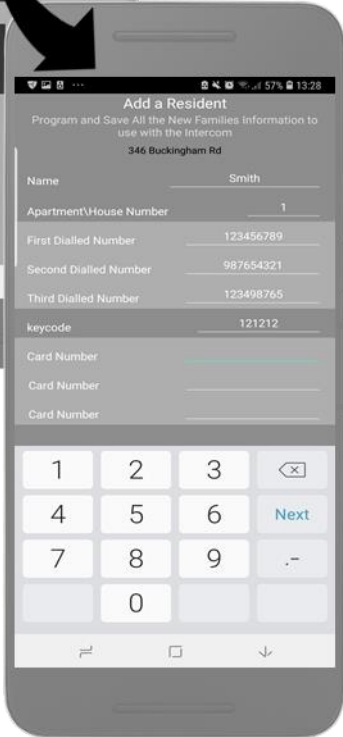 57% 13:28
Add a Resident
Program and Save All the New Families Information to
use with the Intercom
346 Buckingham Rd
Name Smith
Apartment\House Number 1
First Dialled Number 123456789
Second Dialled Number 987654321
Third Dialled Number 123498765
keycode 121212
Card Number
Card Number
Card Number
1 2 3
4 5 6 Next
7 8 9 .-
0